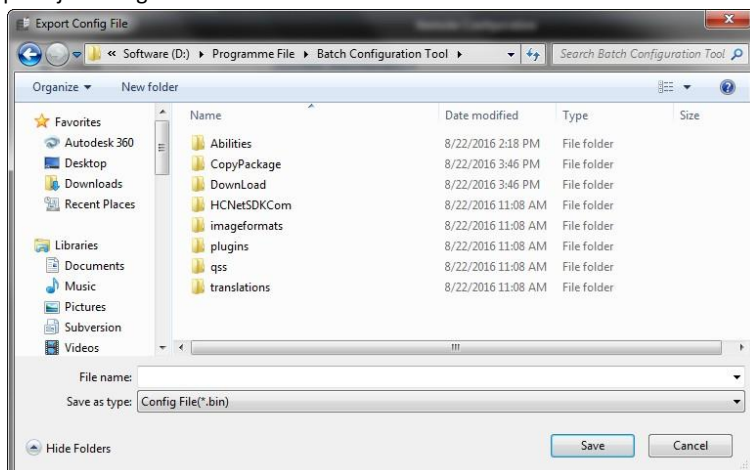 Export Config File
« Software (D:) ▸ Programme File ▸ Batch Configuration Tool ▸ Search Batch Configuration Tool
Organize New folder
Name Date modified Type Size
Favorites
Autodesk 360
Desktop
Downloads
Recent Places
Libraries
Documents
Music
Pictures
Subversion
Videos
Abilities 8/22/2016 2:18 PM File folder
CopyPackage 8/22/2016 3:46 PM File folder
DownLoad 8/22/2016 3:46 PM File folder
HCNetSDKCom 8/22/2016 11:08 AM File folder
imageformats 8/22/2016 11:08 AM File folder
plugins 8/22/2016 11:08 AM File folder
qss 8/22/2016 11:08 AM File folder
translations 8/22/2016 11:08 AM File folder
File name:
Save as type: Config File(*.bin)
Hide Folders Save Cancel